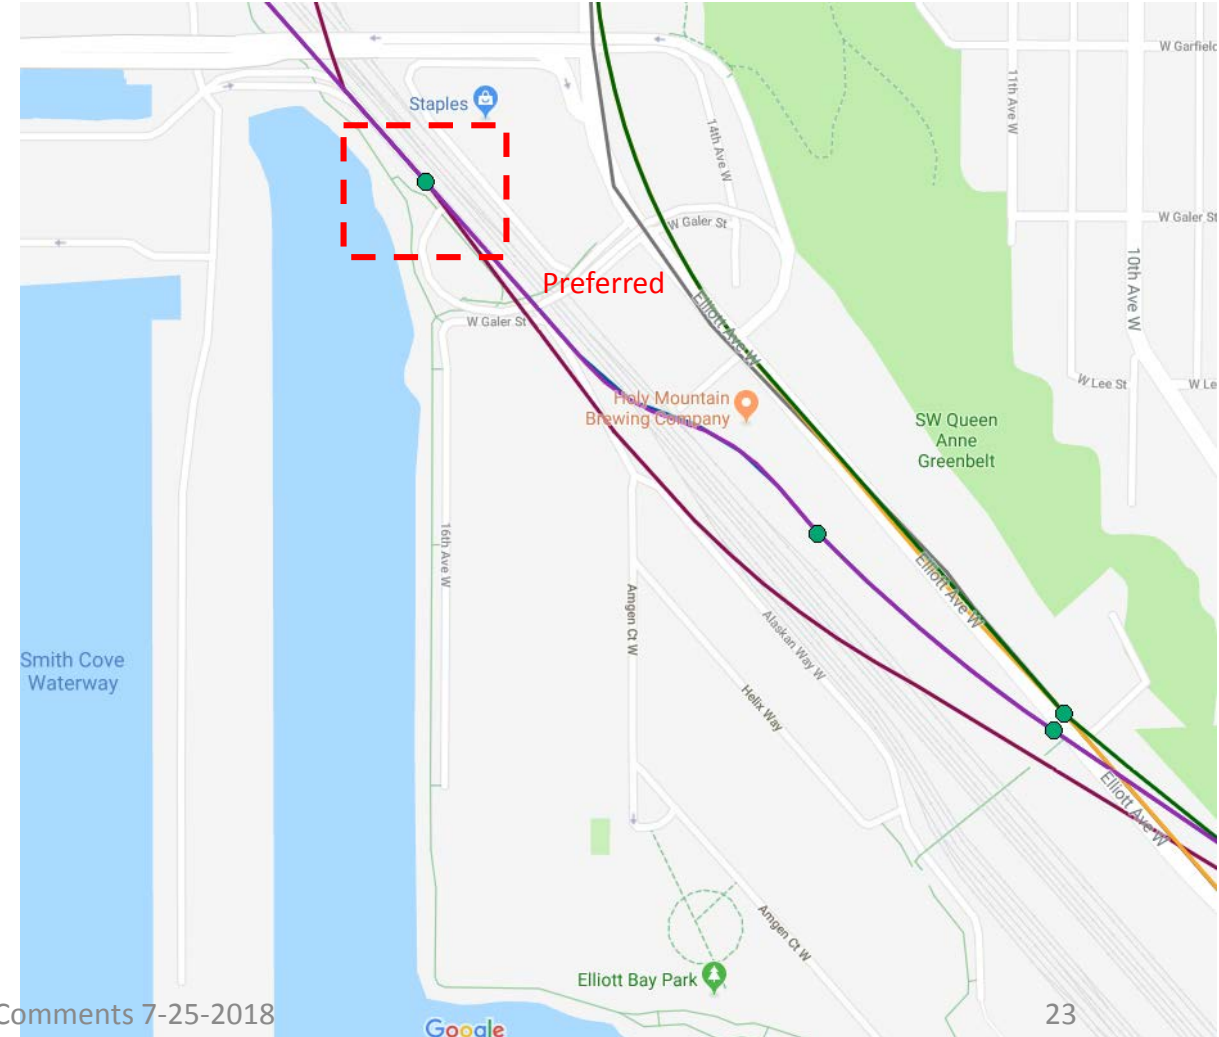 W Garfield
Staples
11th Ave W
14th Ave W
W Galer St
W Galer St
10th Ave W
Preferred
Elliott Ave W
W Galer St
W Lee St
W Le
Holy Mountain
Brewing Company
SW Queen
Anne
Greenbelt
16th Ave W
Elliott Ave W
Amgen Ct W
Alaskan Way W
Smith Cove
Waterway
Helix Way
Elliott Ave W
Amgen Ct W
Elliott Bay Park
Comments 7-25-2018
23
Google